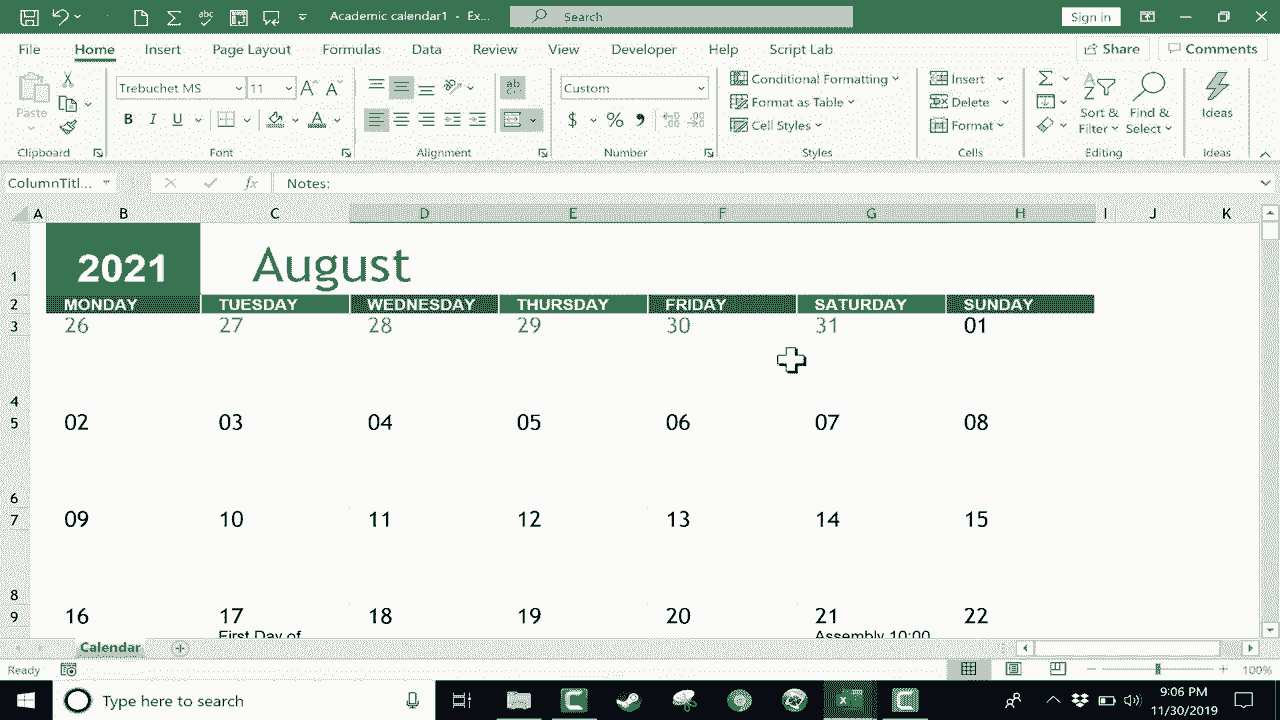 Academic calendar1 - Ex... Search Sign in
File Home Insert Page Layout Formulas Data Review View Developer Help Script Lab Share Comments
Paste Trebuchet MS 11 A A ab Custom Conditional Formatting Insert Σ
Format as Table Delete Sort & Find & Ideas
B I U A $ % , Cell Styles Format Filter Select
Clipboard Font Alignment Number Styles Cells Editing Ideas
ColumnTitl... fx Notes:
A B C D E F G H I J K
1 2021 August
2 MONDAY TUESDAY WEDNESDAY THURSDAY FRIDAY SATURDAY SUNDAY
3 26 27 28 29 30 31 01
4
5 02 03 04 05 06 07 08
6
7 09 10 11 12 13 14 15
8
9 16 17 18 19 20 21 22
First Day of Assembly 10:00
Calendar
Ready 100%
Type here to search 9:06 PM
11/30/2019